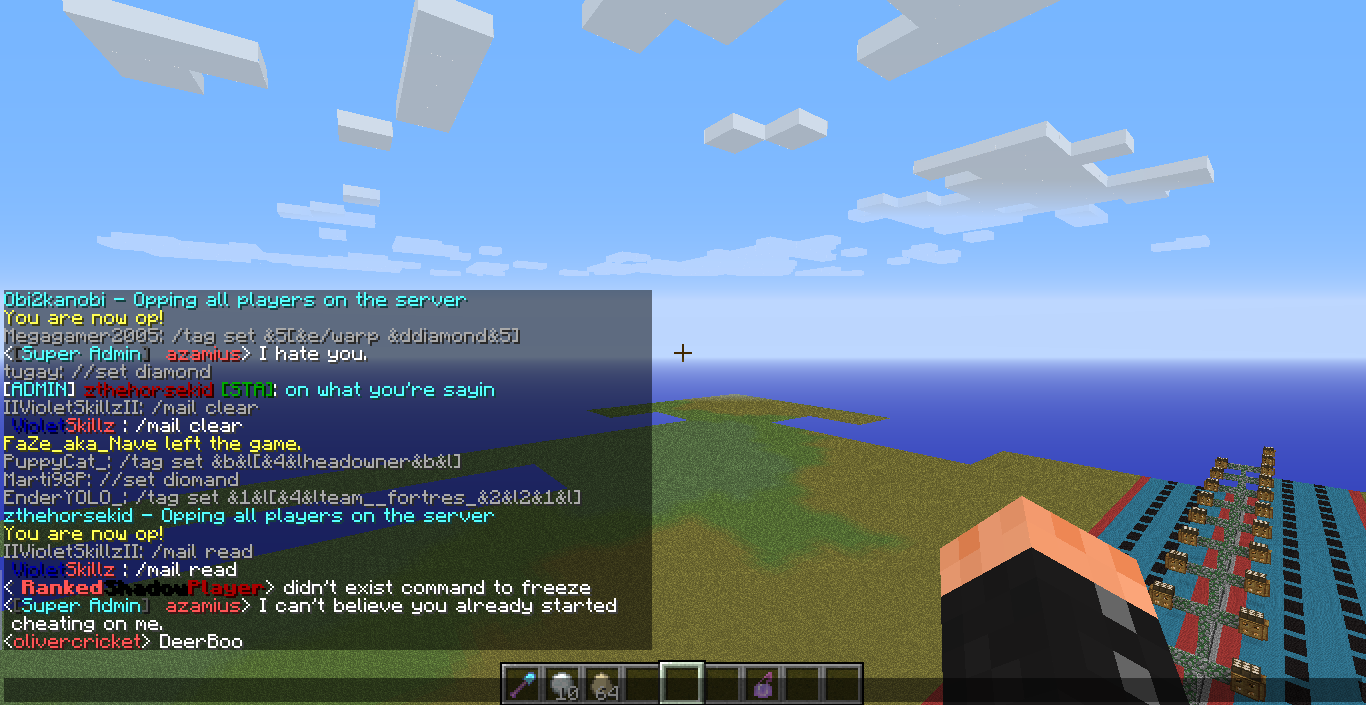 Obi2kanobi - Opping all players on the server
You are now op!
Megagamer2005: /tag set &5[&e/warp &ddiamond&5]
<[Super Admin] azamius> I hate you.
tugay: //set diamond
[ADMIN] zthehorsekid [STA]: on what you're sayin
IIVioletSkillzII: /mail clear
VioletSkillz : /mail clear
FaZe_aka_Nave left the game.
PuppyCat_: /tag set &b&l[&4&lheadowner&b&l]
Marti98P: //set diomand
EnderYOLO_: /tag set &1&l[&4&lteam__fortres_&2&l2&1&l]
zthehorsekid - Opping all players on the server
You are now op!
IIVioletSkillzII: /mail read
VioletSkillz : /mail read
< RankedShadowPlayer> didn't exist command to freeze
<[Super Admin] azamius> I can't believe you already started
cheating on me.
<olivercricket> DeerBoo
10 64